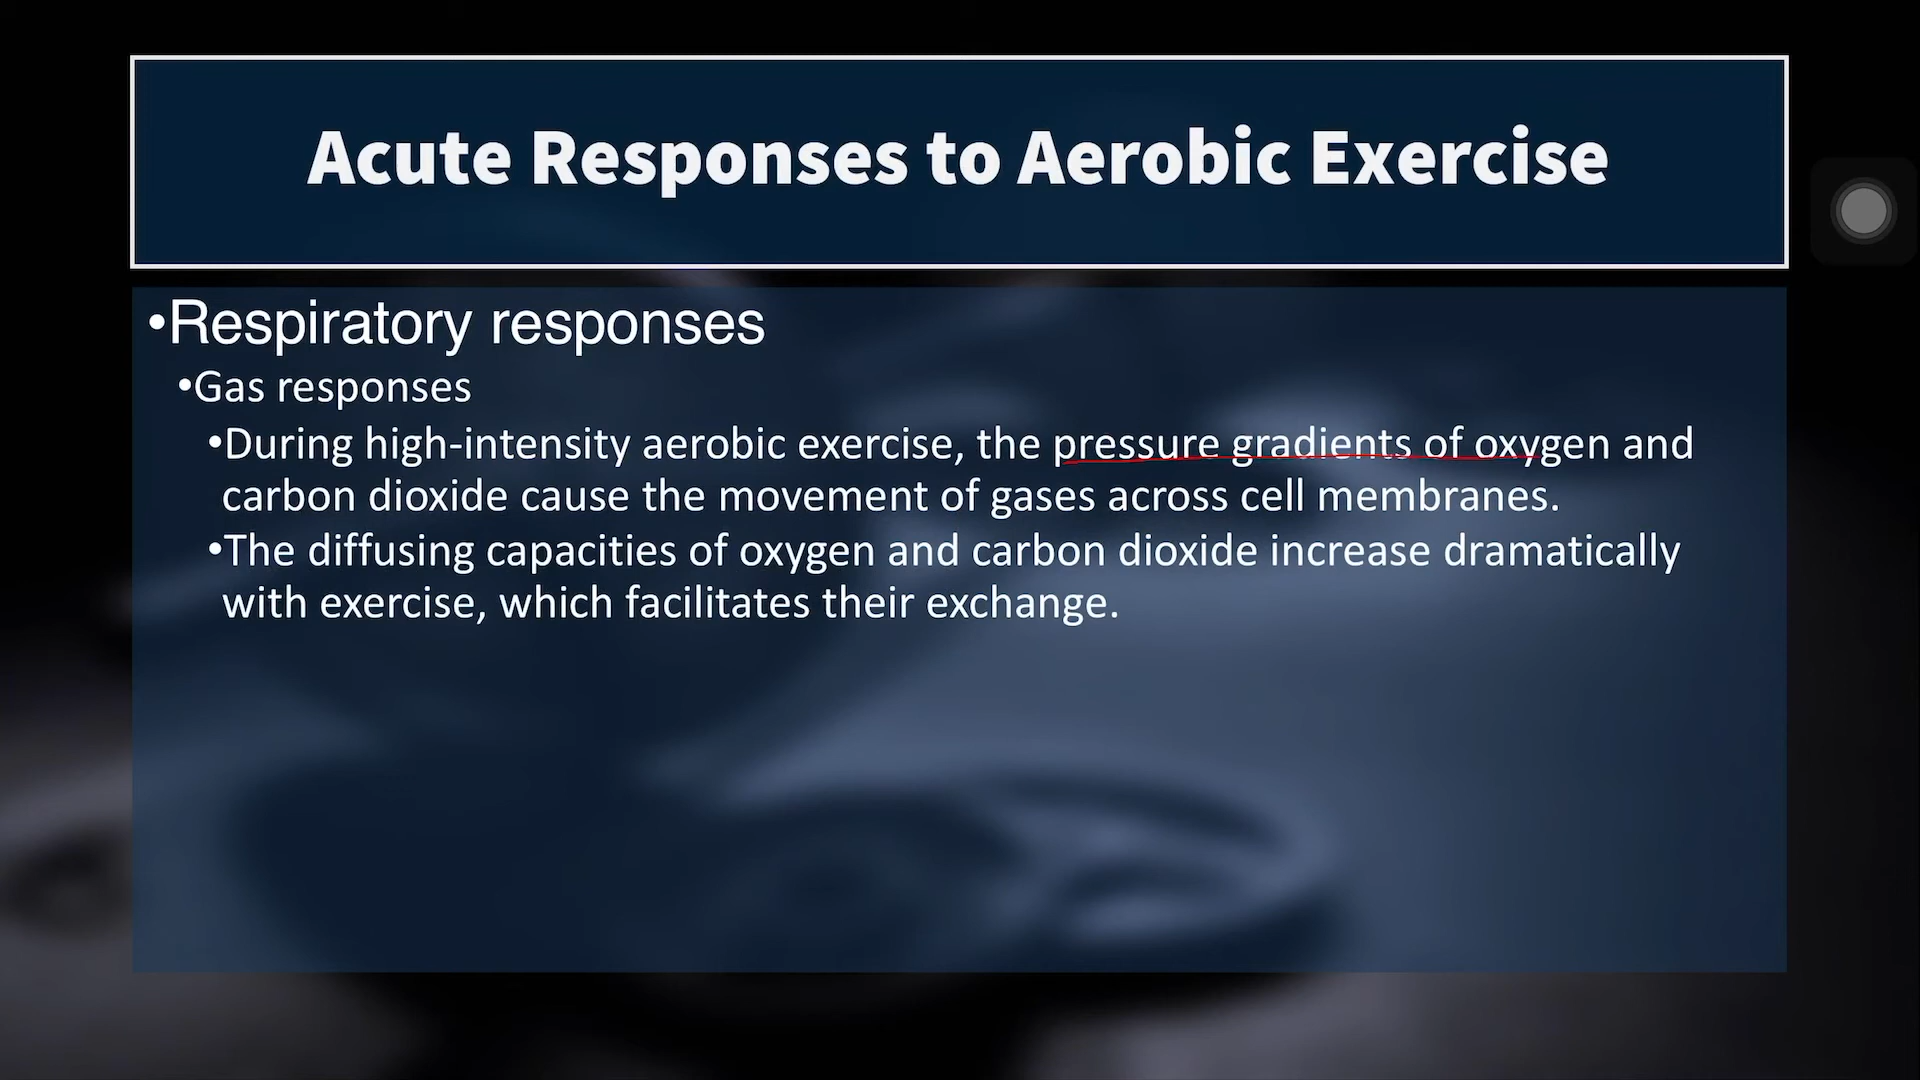 Acute Responses to Aerobic Exercise
•Respiratory responses
•Gas responses
•During high-intensity aerobic exercise, the pressure gradients of oxygen and
carbon dioxide cause the movement of gases across cell membranes.
•The diffusing capacities of oxygen and carbon dioxide increase dramatically
with exercise, which facilitates their exchange.